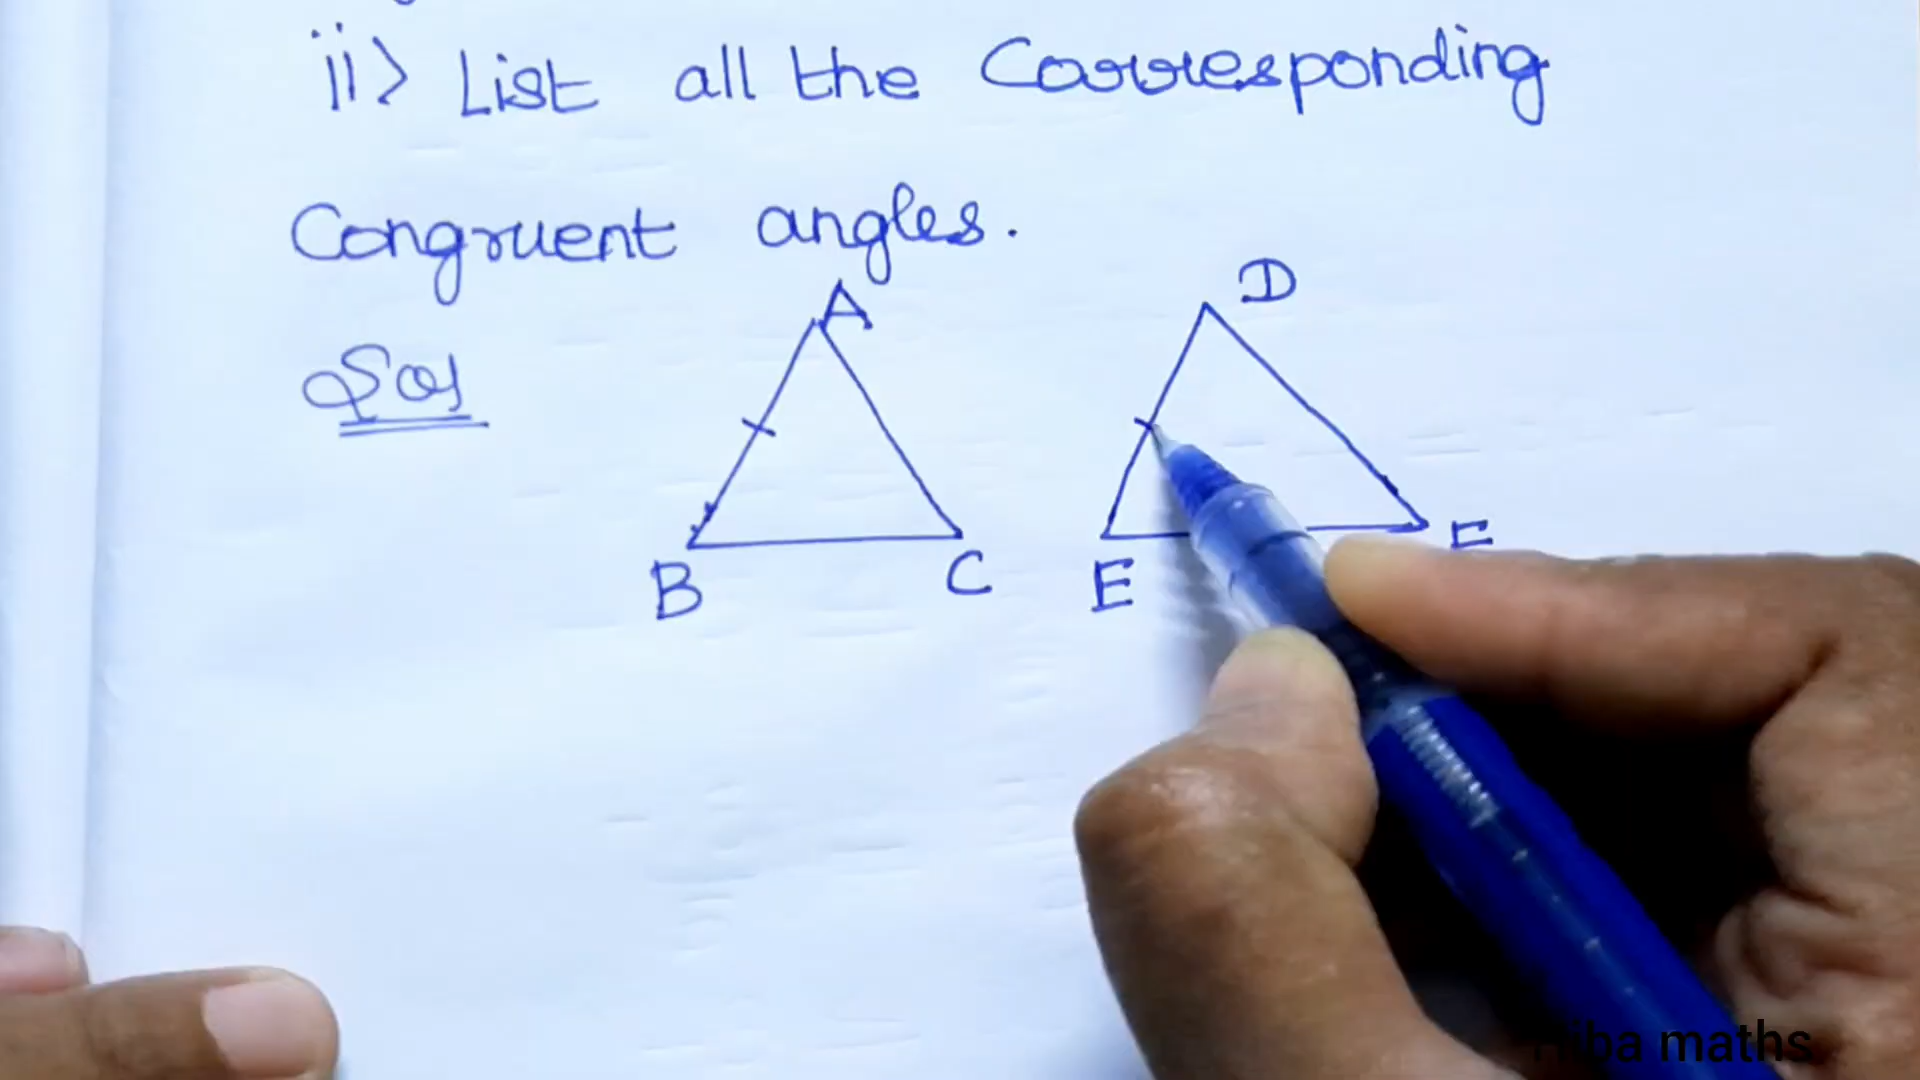 ii> List all the Corresponding
Congruent angles.
Sol
A
D
B
C
E
F
maths